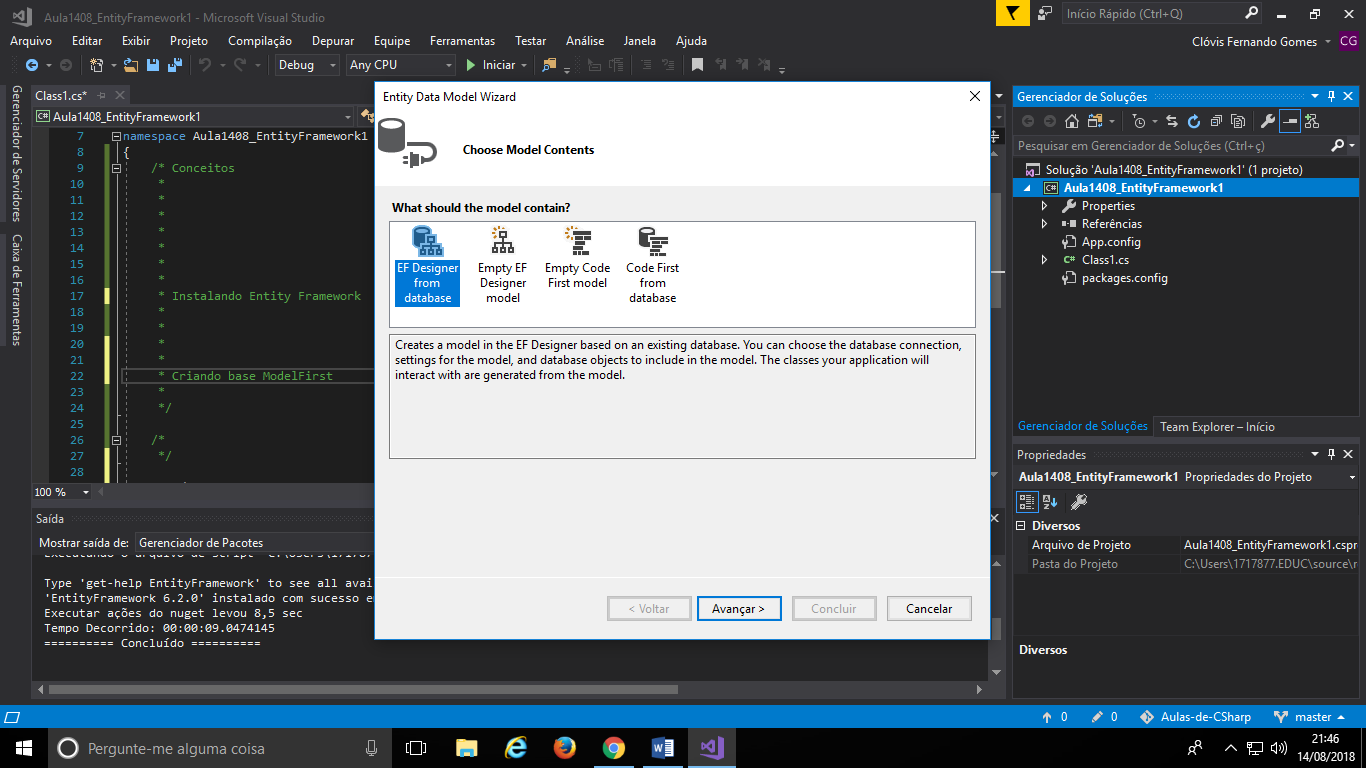 Aula1408_EntityFramework1 - Microsoft Visual Studio
Início Rápido (Ctrl+Q)
Arquivo Editar Exibir Projeto Compilação Depurar Equipe Ferramentas Testar Análise Janela Ajuda
Clóvis Fernando Gomes CG
Debug Any CPU Iniciar
Gerenciador de Servidores
Caixa de Ferramentas
Class1.cs*
C# Aula1408_EntityFramework1
7 namespace Aula1408_EntityFramework1
8 {
9 /* Conceitos
10 *
11 *
12 *
13 *
14 *
15 *
16 *
17 * Instalando Entity Framework
18 *
19 *
20 *
21 *
22 * Criando base ModelFirst
23 *
24 */
25
26 /*
27 */
28
100 %
Saída
Mostrar saída de: Gerenciador de Pacotes
Type 'get-help EntityFramework' to see all avai
'EntityFramework 6.2.0' instalado com sucesso e
Executar ações do nuget levou 8,5 sec
Tempo Decorrido: 00:00:09.0474145
========== Concluído ==========
Entity Data Model Wizard
Choose Model Contents
What should the model contain?
EF Designer
from
database
Empty EF
Designer
model
Empty Code
First model
Code First
from
database
Creates a model in the EF Designer based on an existing database. You can choose the database connection,
settings for the model, and database objects to include in the model. The classes your application will
interact with are generated from the model.
< Voltar Avançar > Concluir Cancelar
Gerenciador de Soluções
Pesquisar em Gerenciador de Soluções (Ctrl+ç)
Solução 'Aula1408_EntityFramework1' (1 projeto)
C# Aula1408_EntityFramework1
Properties
Referências
App.config
C# Class1.cs
packages.config
Gerenciador de Soluções Team Explorer – Início
Propriedades
Aula1408_EntityFramework1 Propriedades do Projeto
Diversos
Arquivo de Projeto Aula1408_EntityFramework1.cspr
Pasta do Projeto C:\Users\1717877.EDUC\source\r
Diversos
0 0 Aulas-de-CSharp master
Pergunte-me alguma coisa
21:46
14/08/2018